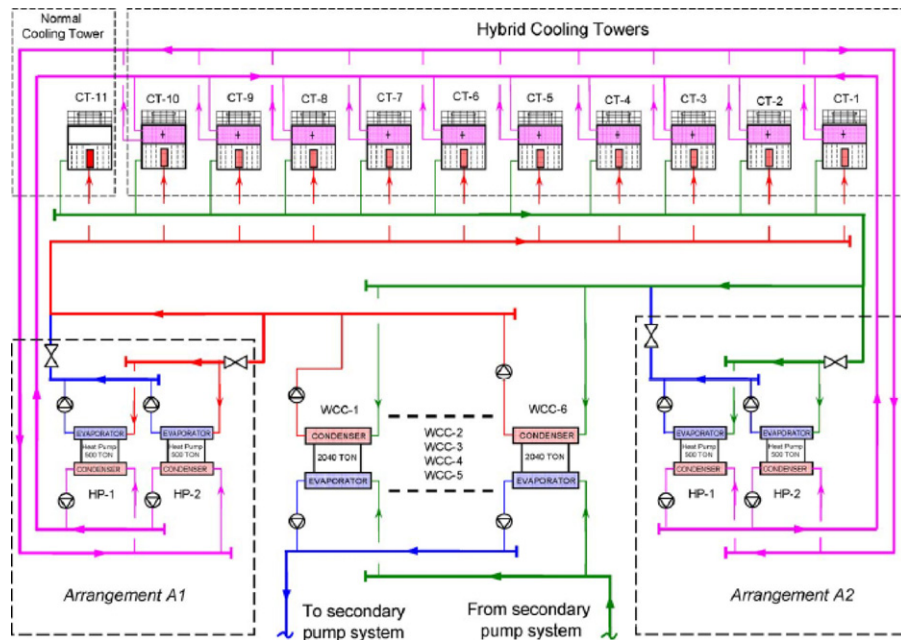 Normal
Cooling Tower
Hybrid Cooling Towers
CT-11
CT-10
CT-9
CT-8
CT-7
CT-6
CT-5
CT-4
CT-3
CT-2
CT-1
WCC-1
WCC-6
WCC-2
WCC-3
WCC-4
WCC-5
CONDENSER
2040 TON
EVAPORATOR
CONDENSER
2040 TON
EVAPORATOR
EVAPORATOR
Heat Pump
500 TON
CONDENSER
HP-1
EVAPORATOR
Heat Pump
500 TON
CONDENSER
HP-2
EVAPORATOR
Heat Pump
500 TON
CONDENSER
HP-1
EVAPORATOR
Heat Pump
500 TON
CONDENSER
HP-2
Arrangement A1
To secondary
pump system
From secondary
pump system
Arrangement A2